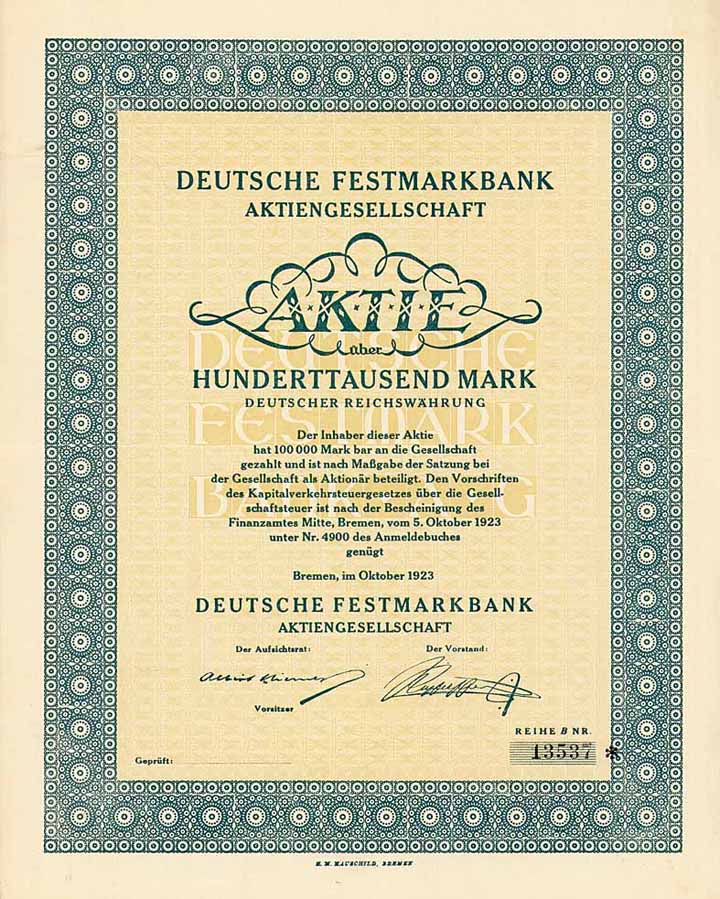 DEUTSCHE FESTMARKBANK
AKTIENGESELLSCHAFT
AKTIE
über
HUNDERTTAUSEND MARK
DEUTSCHER REICHSWÄHRUNG
DEUTSCHE
FESTMARK
BANK AG
Der Inhaber dieser Aktie
hat 100 000 Mark bar an die Gesellschaft
gezahlt und ist nach Maßgabe der Satzung bei
der Gesellschaft als Aktionär beteiligt. Den Vorschriften
des Kapitalverkehrsteuergesetzes über die Gesell-
schaftsteuer ist nach der Bescheinigung des
Finanzamtes Mitte, Bremen, vom 5. Oktober 1923
unter Nr. 4900 des Anmeldebuches
genügt
Bremen, im Oktober 1923
DEUTSCHE FESTMARKBANK
AKTIENGESELLSCHAFT
Der Aufsichtsrat: Der Vorstand:
Vorsitzer
REIHE B NR.
13537 *
Geprüft:
H. M. HAUSCHILD, BREMEN